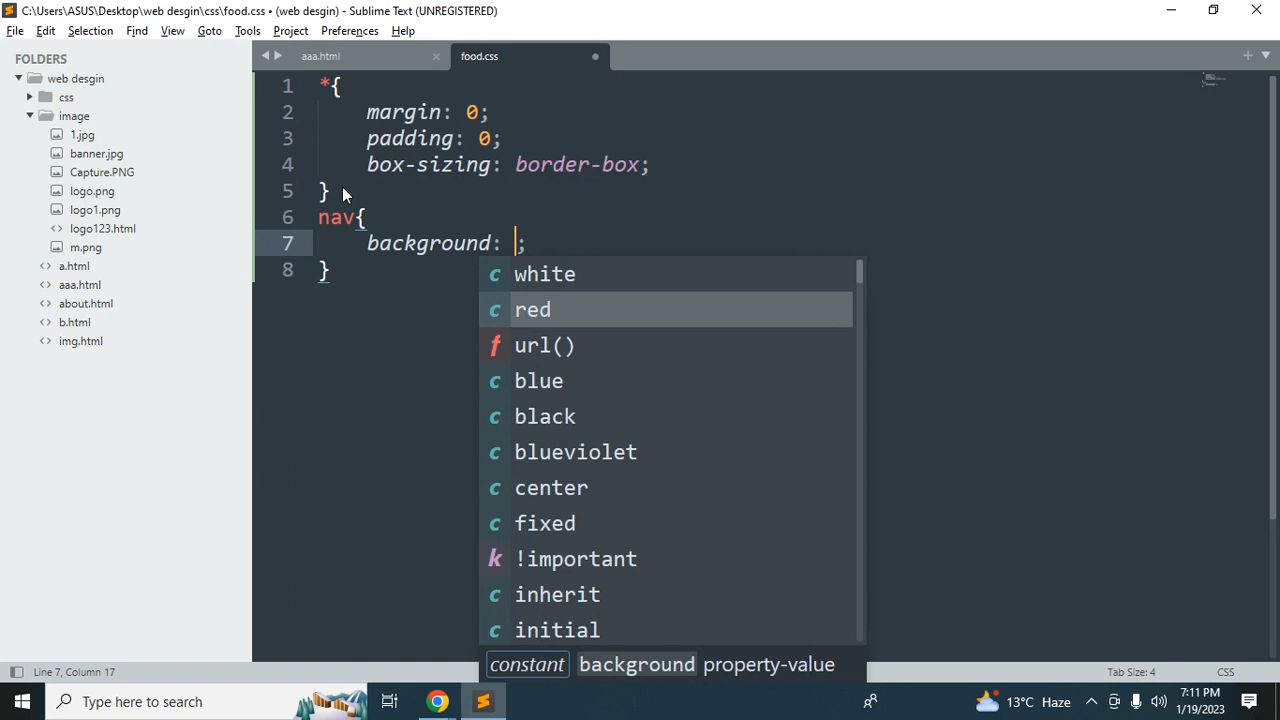 C:\Users\ASUS\Desktop\web desgin\css\food.css • (web desgin) - Sublime Text (UNREGISTERED)
File Edit Selection Find View Goto Tools Project Preferences Help
FOLDERS
web desgin
css
image
1.jpg
banner.jpg
Capture.PNG
logo.png
logo1.png
logo123.html
m.png
a.html
aaa.html
about.html
b.html
img.html
aaa.html food.css
1 *{
2 margin: 0;
3 padding: 0;
4 box-sizing: border-box;
5 }
6 nav{
7 background: ;
8 }
c white
c red
f url()
c blue
c black
c blueviolet
c center
c fixed
k !important
c inherit
c initial
constant background property-value
Line 7, Column 17 Tab Size: 4 CSS
Type here to search
13°C Haze
7:11 PM
1/19/2023